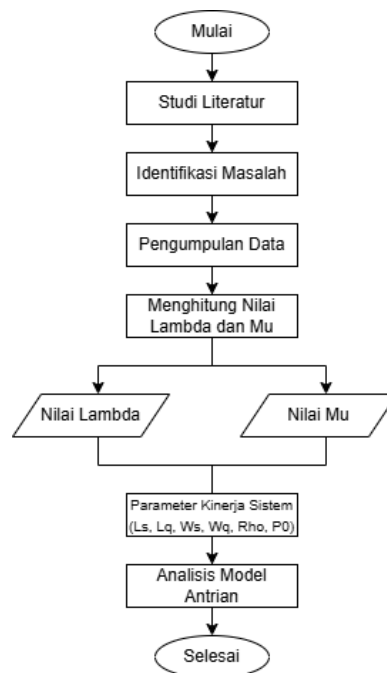 Mulai
Studi Literatur
Identifikasi Masalah
Pengumpulan Data
Menghitung Nilai
Lambda dan Mu
Nilai Lambda
Nilai Mu
Parameter Kinerja Sistem
(Ls, Lq, Ws, Wq, Rho, P0)
Analisis Model
Antrian
Selesai